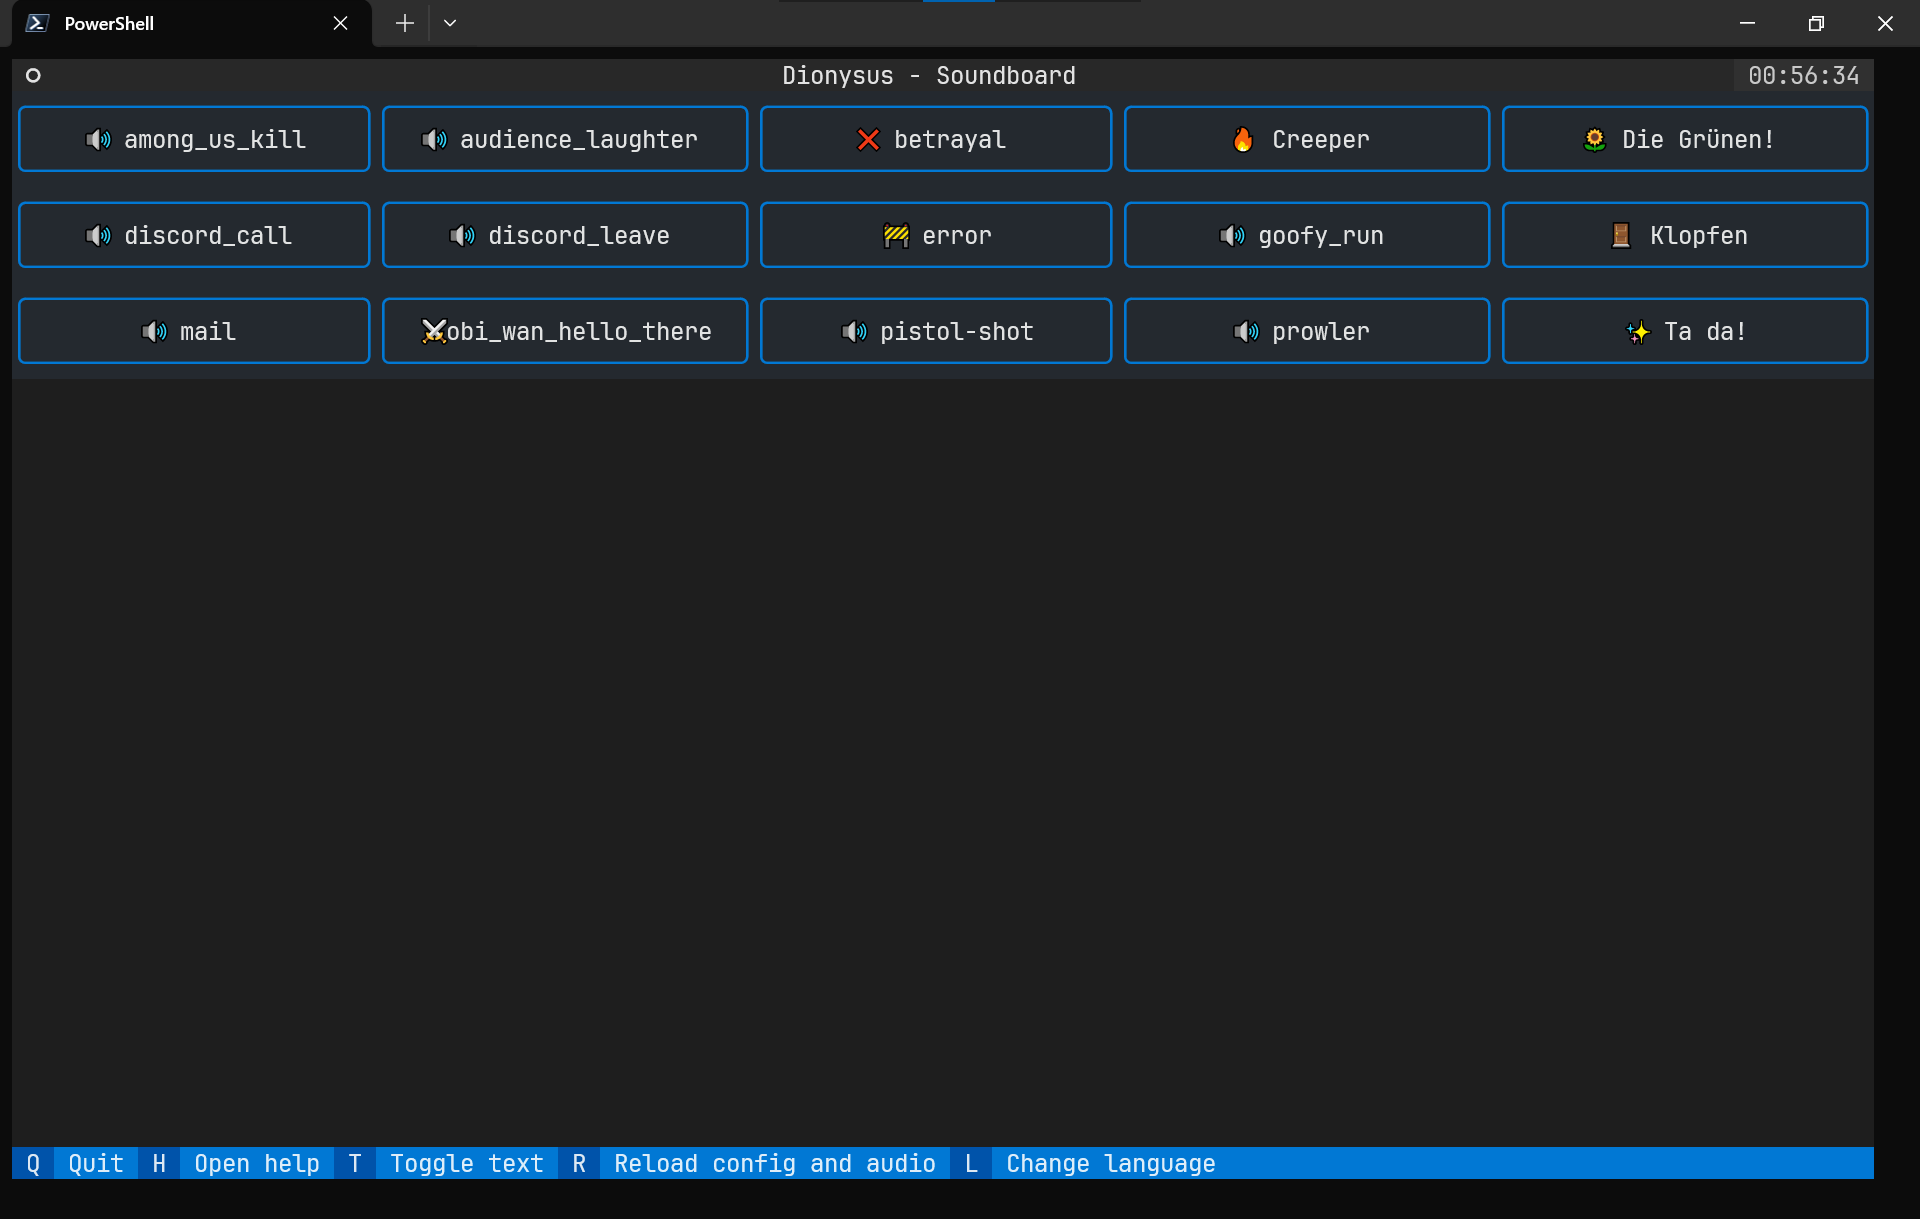 PowerShell
Dionysus - Soundboard 00:56:34
🔊 among_us_kill 🔊 audience_laughter ❌ betrayal 🔥 Creeper 🌻 Die Grünen!
🔊 discord_call 🔊 discord_leave 🚧 error 🔊 goofy_run 🚪 Klopfen
🔊 mail ⚔️obi_wan_hello_there 🔊 pistol-shot 🔊 prowler ✨ Ta da!
Q Quit H Open help T Toggle text R Reload config and audio L Change language